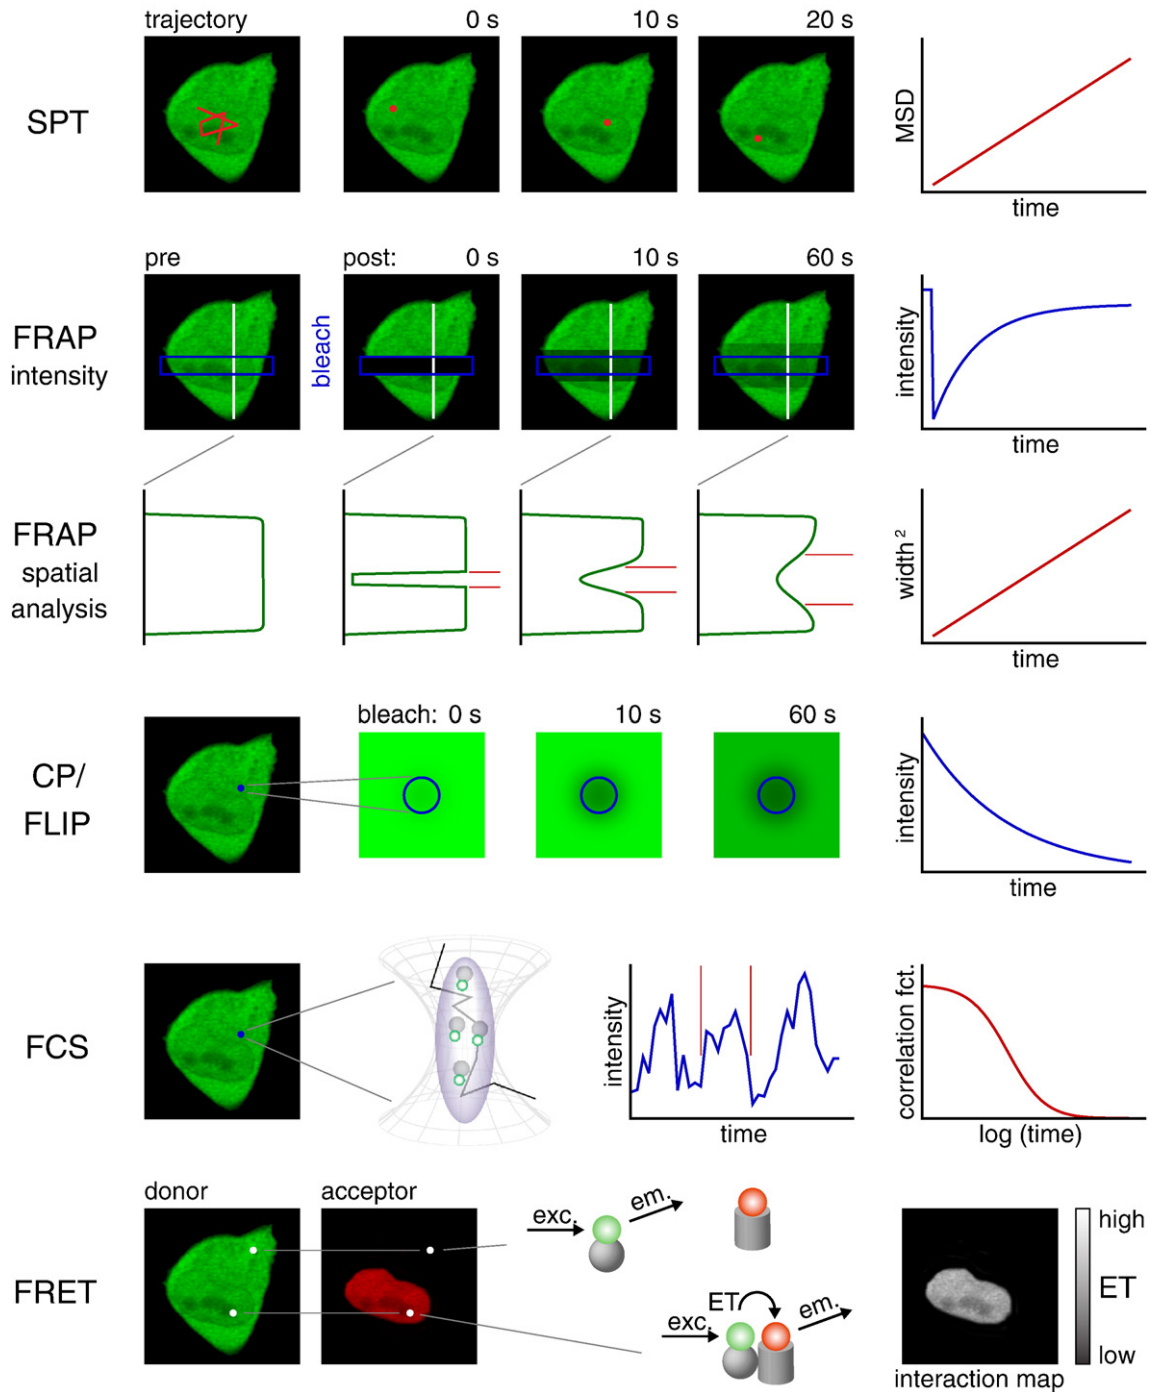 trajectory 0 s 10 s 20 s
SPT
MSD
time
pre post: 0 s 10 s 60 s
FRAP
intensity
bleach
intensity
time
FRAP
spatial
analysis
width²
time
bleach: 0 s 10 s 60 s
CP/
FLIP
intensity
time
FCS
intensity
time
correlation fct.
log (time)
donor acceptor
exc. em.
FRET
ET
exc. em.
high
ET
low
interaction map